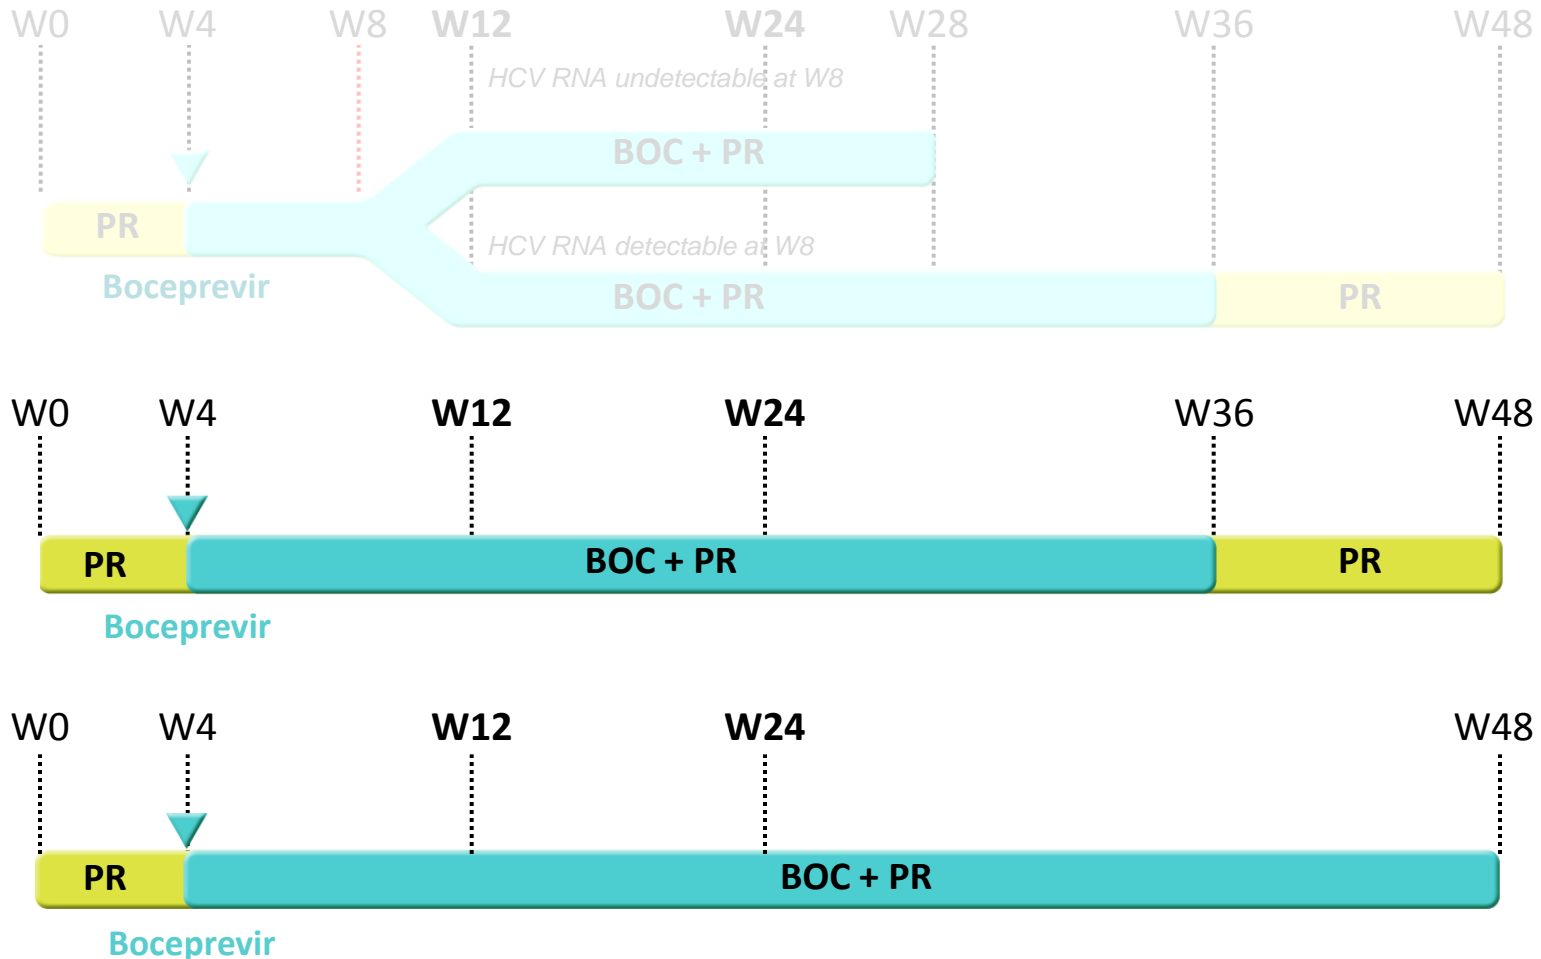 W0 W4 W8 W12 W24 W28 W36 W48
HCV RNA undetectable at W8
BOC + PR
PR
HCV RNA detectable at W8
Boceprevir
BOC + PR PR
W0 W4 W12 W24 W36 W48
PR BOC + PR PR
Boceprevir
W0 W4 W12 W24 W48
PR BOC + PR
Boceprevir